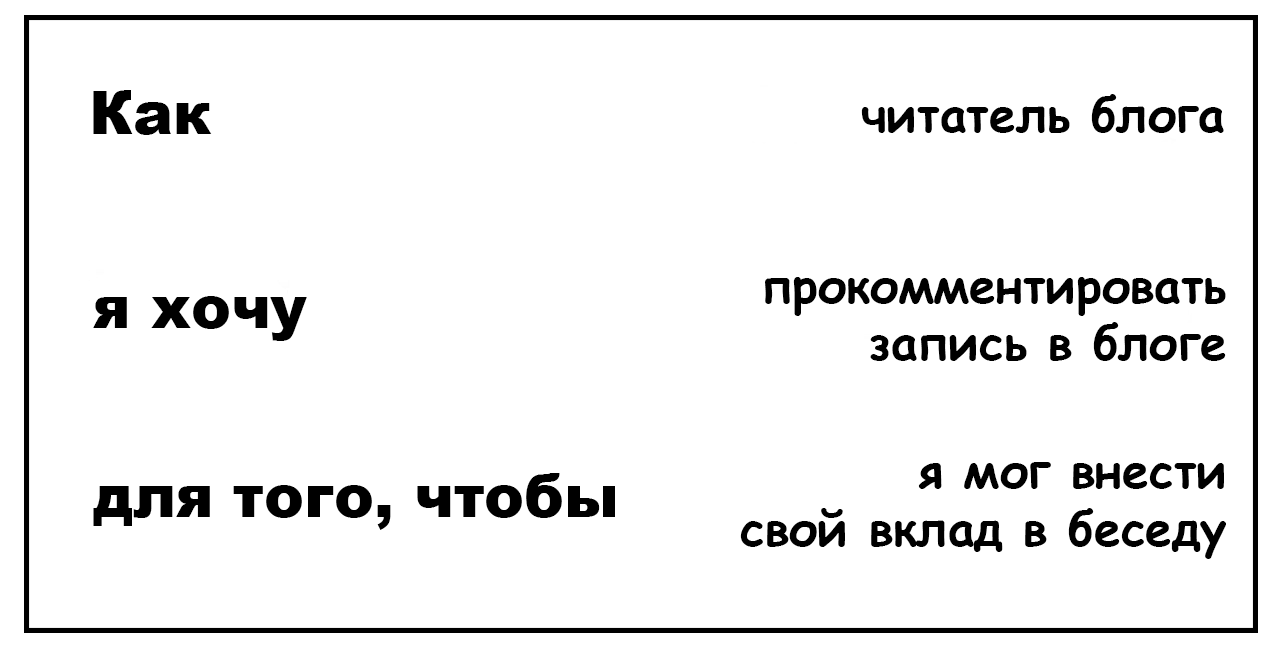 Как читатель блога
я хочу прокомментировать
запись в блоге
для того, чтобы я мог внести
свой вклад в беседу